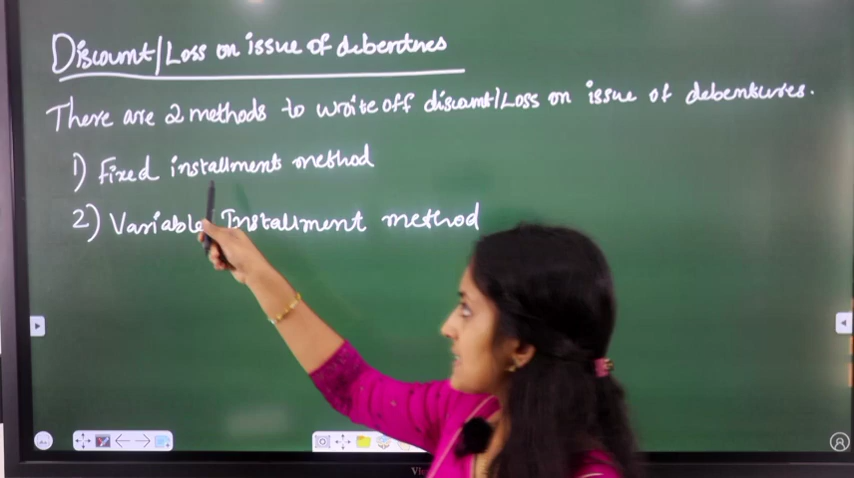 Discount/Loss on issue of debentures
There are 2 methods to write off discount/Loss on issue of debentures.
1) Fixed installment method
2) Variable Installment method